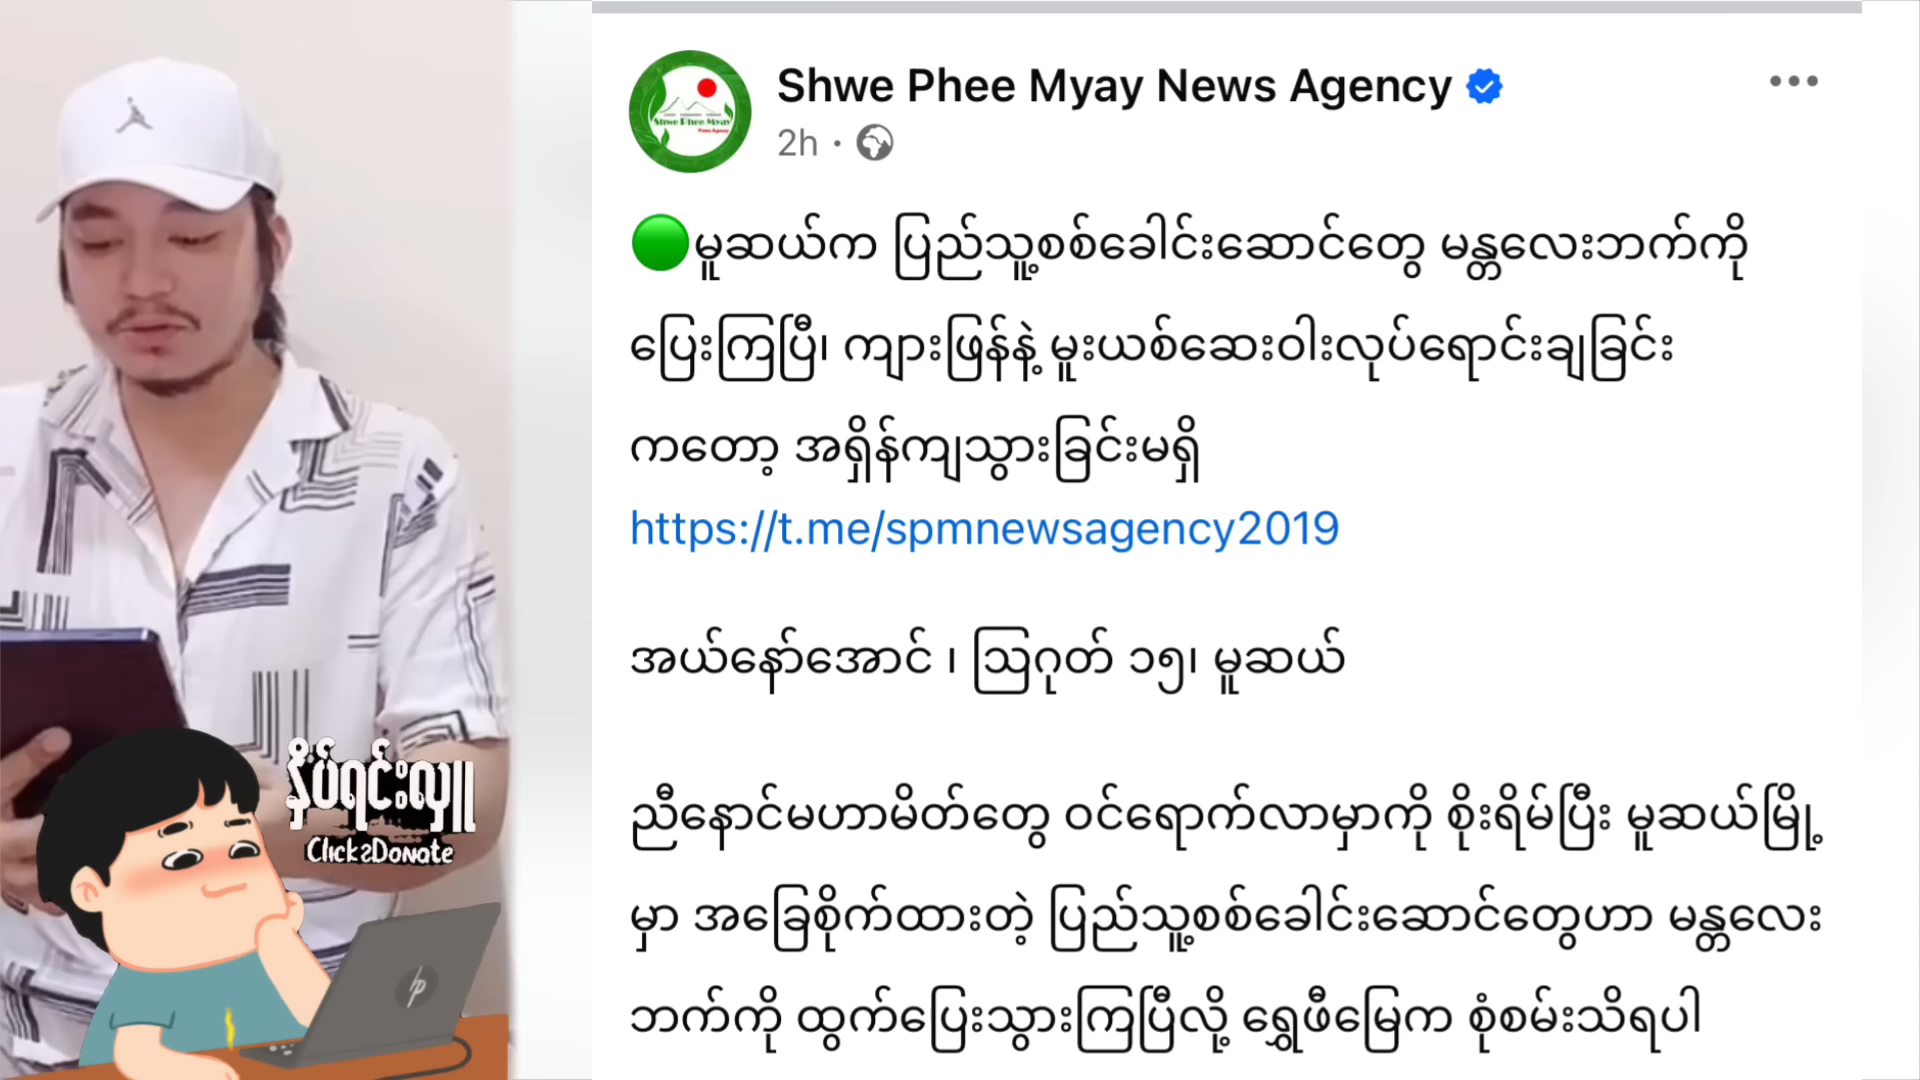 Shwe Phee Myay News Agency
2h
Shwe Phee Myay
🟢မူဆယ်က ပြည်သူ့စစ်ခေါင်းဆောင်တွေ မန္တလေးဘက်ကို
ပြေးကြပြီ၊ ကျားဖြန်နဲ့ မူးယစ်ဆေးဝါးလုပ်ရောင်းချခြင်း
ကတော့ အရှိန်ကျသွားခြင်းမရှိ
https://t.me/spmnewsagency2019
အယ်နော်အောင် ၊ ဩဂုတ် ၁၅၊ မူဆယ်
ညီနောင်မဟာမိတ်တွေ ဝင်ရောက်လာမှာကို စိုးရိမ်ပြီး မူဆယ်မြို့
မှာ အခြေစိုက်ထားတဲ့ ပြည်သူ့စစ်ခေါင်းဆောင်တွေဟာ မန္တလေး
ဘက်ကို ထွက်ပြေးသွားကြပြီလို့ ရွှေဖီမြေက စုံစမ်းသိရပါ
နှိပ်ရင်းလှူ
Click2Donate
hp